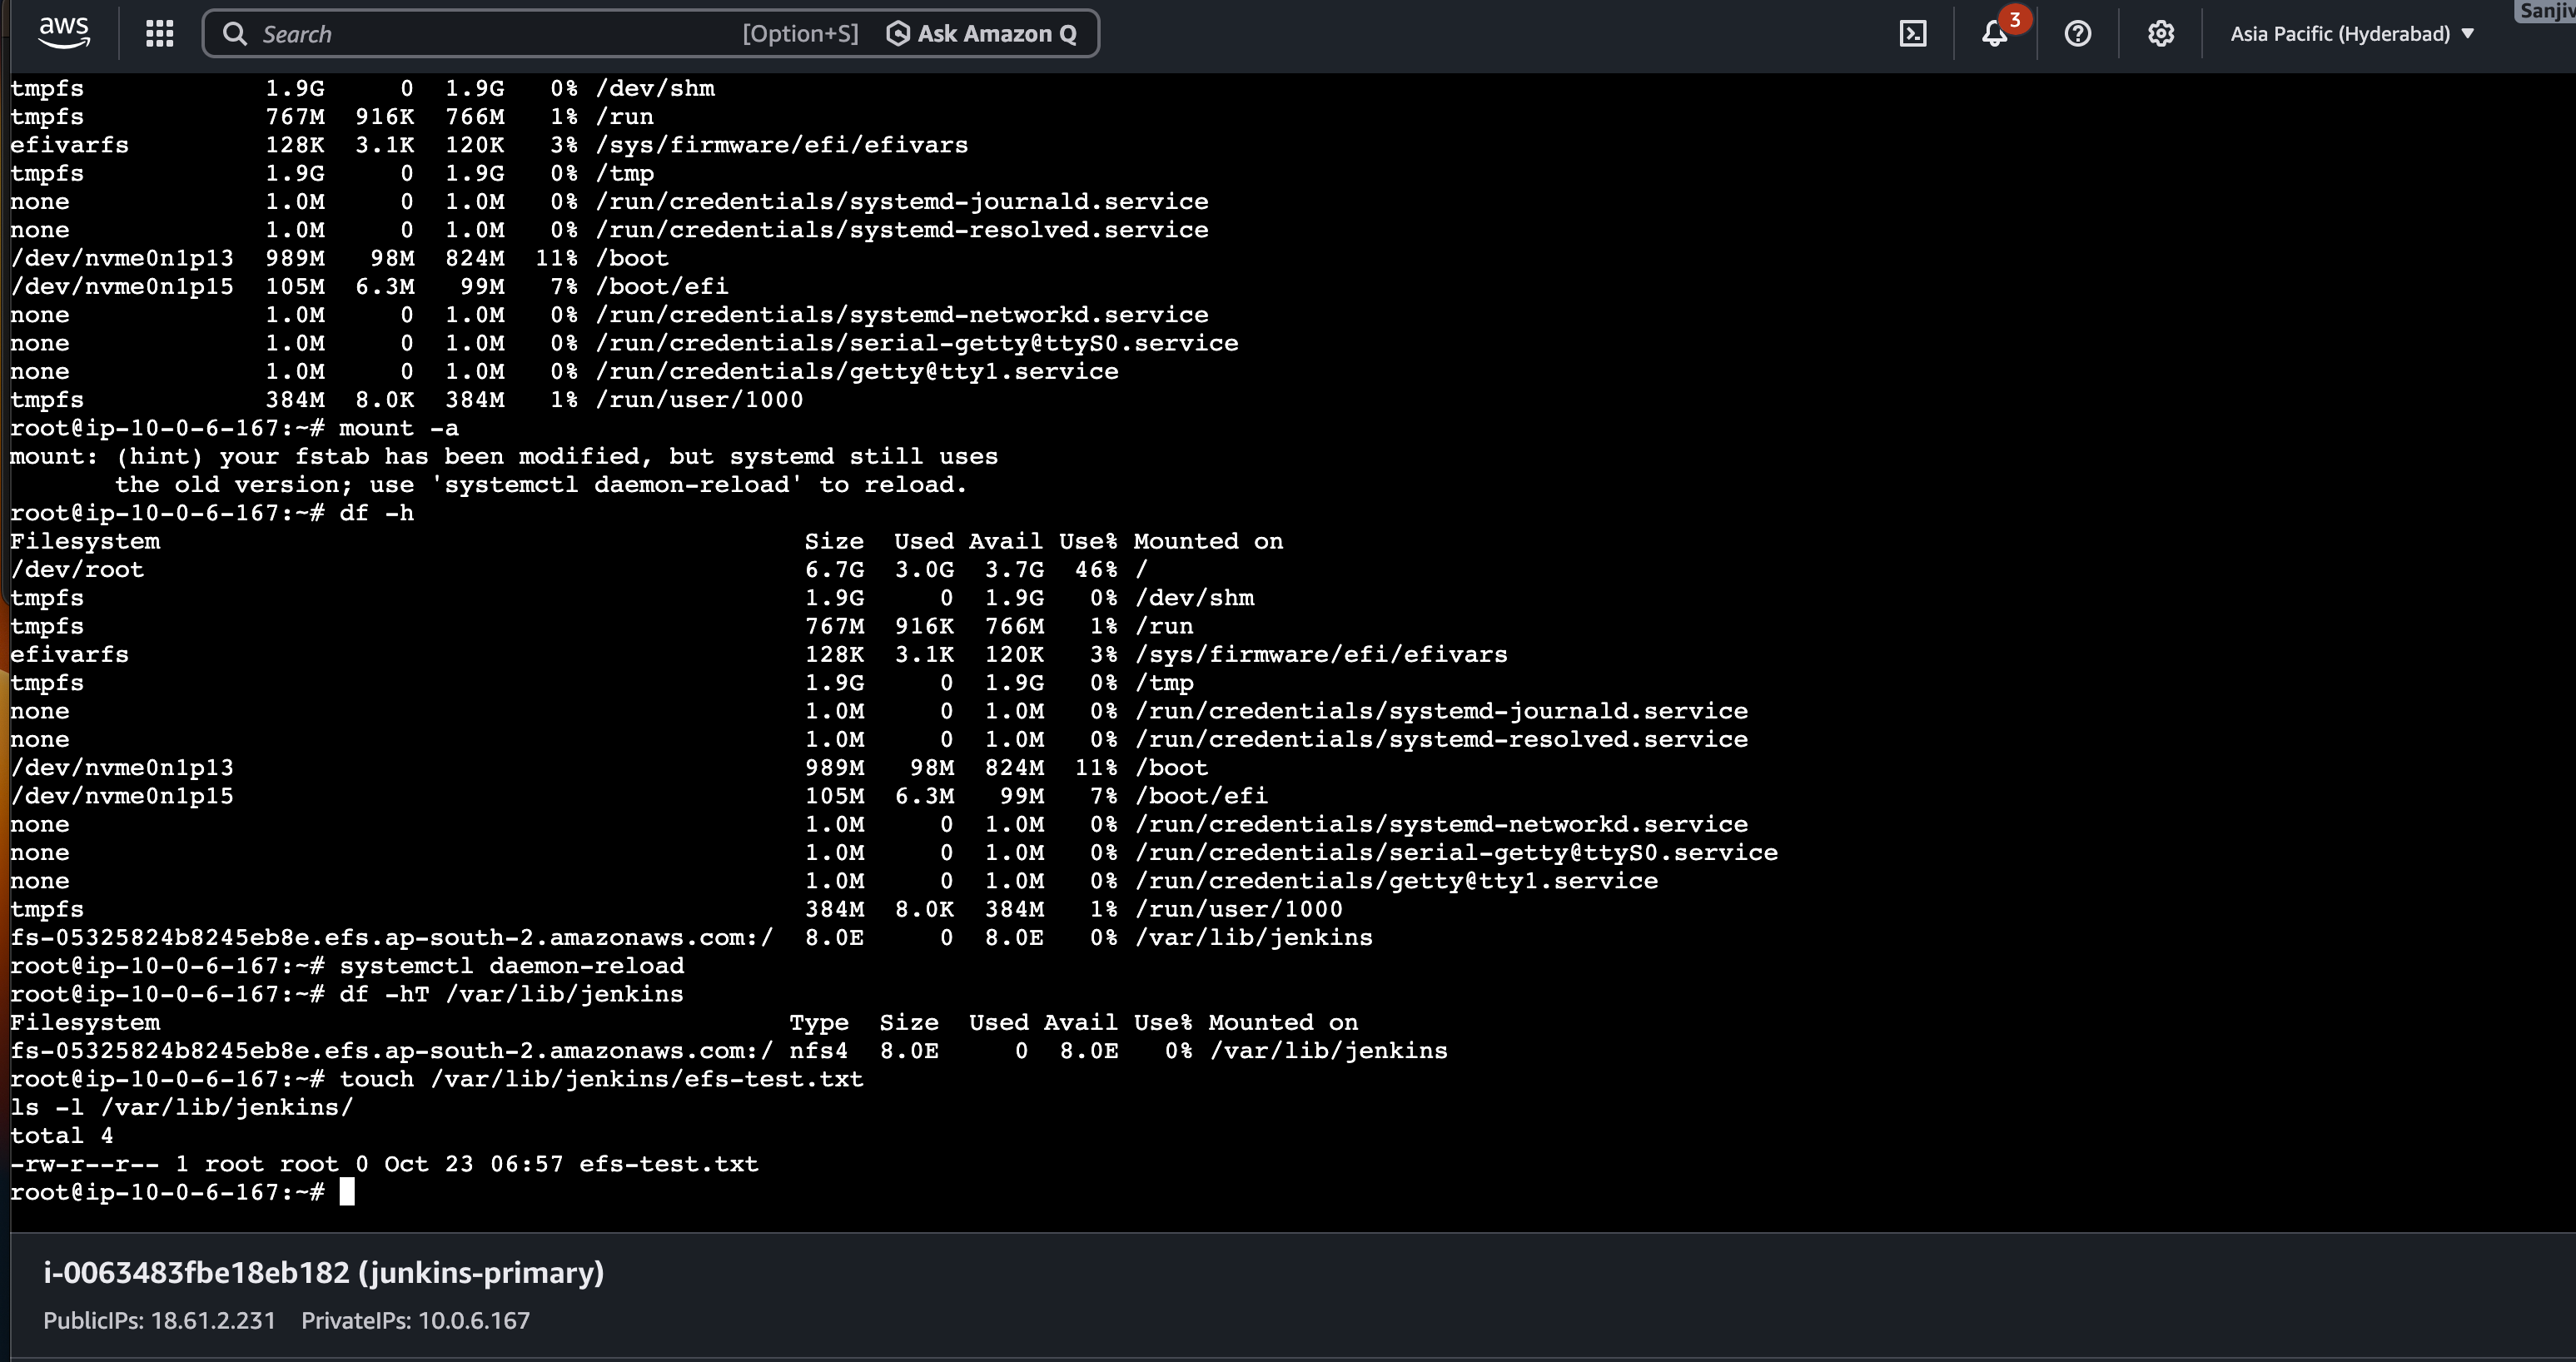 aws
Search [Option+S] Ask Amazon Q
3
Asia Pacific (Hyderabad)
Sanjiv
tmpfs 1.9G 0 1.9G 0% /dev/shm
tmpfs 767M 916K 766M 1% /run
efivarfs 128K 3.1K 120K 3% /sys/firmware/efi/efivars
tmpfs 1.9G 0 1.9G 0% /tmp
none 1.0M 0 1.0M 0% /run/credentials/systemd-journald.service
none 1.0M 0 1.0M 0% /run/credentials/systemd-resolved.service
/dev/nvme0n1p13 989M 98M 824M 11% /boot
/dev/nvme0n1p15 105M 6.3M 99M 7% /boot/efi
none 1.0M 0 1.0M 0% /run/credentials/systemd-networkd.service
none 1.0M 0 1.0M 0% /run/credentials/serial-getty@ttyS0.service
none 1.0M 0 1.0M 0% /run/credentials/getty@tty1.service
tmpfs 384M 8.0K 384M 1% /run/user/1000
root@ip-10-0-6-167:~# mount -a
mount: (hint) your fstab has been modified, but systemd still uses
the old version; use 'systemctl daemon-reload' to reload.
root@ip-10-0-6-167:~# df -h
Filesystem Size Used Avail Use% Mounted on
/dev/root 6.7G 3.0G 3.7G 46% /
tmpfs 1.9G 0 1.9G 0% /dev/shm
tmpfs 767M 916K 766M 1% /run
efivarfs 128K 3.1K 120K 3% /sys/firmware/efi/efivars
tmpfs 1.9G 0 1.9G 0% /tmp
none 1.0M 0 1.0M 0% /run/credentials/systemd-journald.service
none 1.0M 0 1.0M 0% /run/credentials/systemd-resolved.service
/dev/nvme0n1p13 989M 98M 824M 11% /boot
/dev/nvme0n1p15 105M 6.3M 99M 7% /boot/efi
none 1.0M 0 1.0M 0% /run/credentials/systemd-networkd.service
none 1.0M 0 1.0M 0% /run/credentials/serial-getty@ttyS0.service
none 1.0M 0 1.0M 0% /run/credentials/getty@tty1.service
tmpfs 384M 8.0K 384M 1% /run/user/1000
fs-05325824b8245eb8e.efs.ap-south-2.amazonaws.com:/ 8.0E 0 8.0E 0% /var/lib/jenkins
root@ip-10-0-6-167:~# systemctl daemon-reload
root@ip-10-0-6-167:~# df -hT /var/lib/jenkins
Filesystem Type Size Used Avail Use% Mounted on
fs-05325824b8245eb8e.efs.ap-south-2.amazonaws.com:/ nfs4 8.0E 0 8.0E 0% /var/lib/jenkins
root@ip-10-0-6-167:~# touch /var/lib/jenkins/efs-test.txt
ls -l /var/lib/jenkins/
total 4
-rw-r--r-- 1 root root 0 Oct 23 06:57 efs-test.txt
root@ip-10-0-6-167:~#
i-0063483fbe18eb182 (junkins-primary)
PublicIPs: 18.61.2.231 PrivateIPs: 10.0.6.167